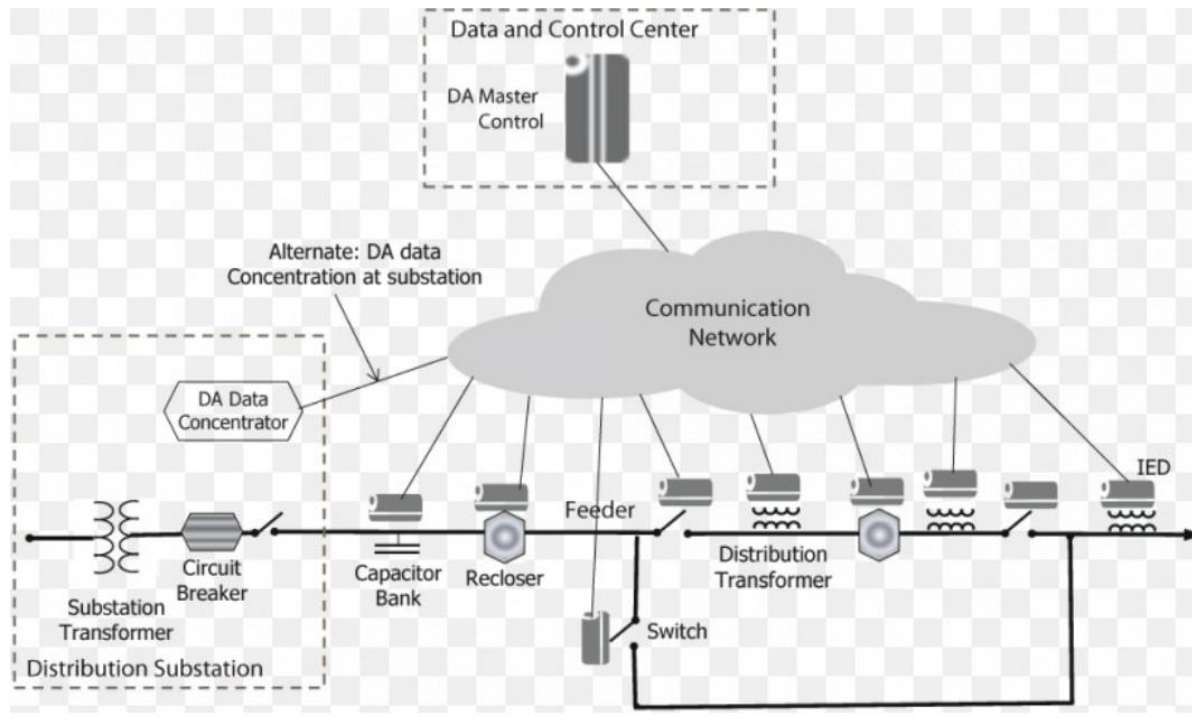 Data and Control Center
DA Master
Control
Alternate: DA data
Concentration at substation
Communication
Network
DA Data
Concentrator
IED
Feeder
Circuit
Breaker
Capacitor
Bank
Recloser
Distribution
Transformer
Substation
Transformer
Switch
Distribution Substation